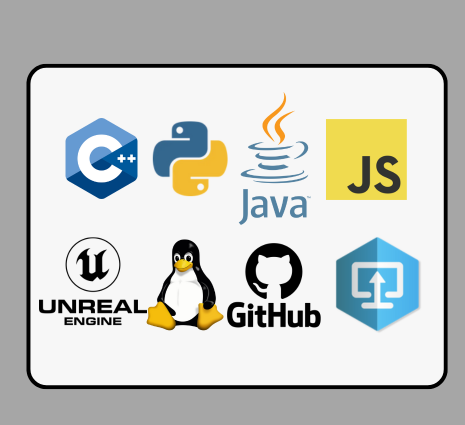 C++
Java
JS
UNREAL
ENGINE
GitHub